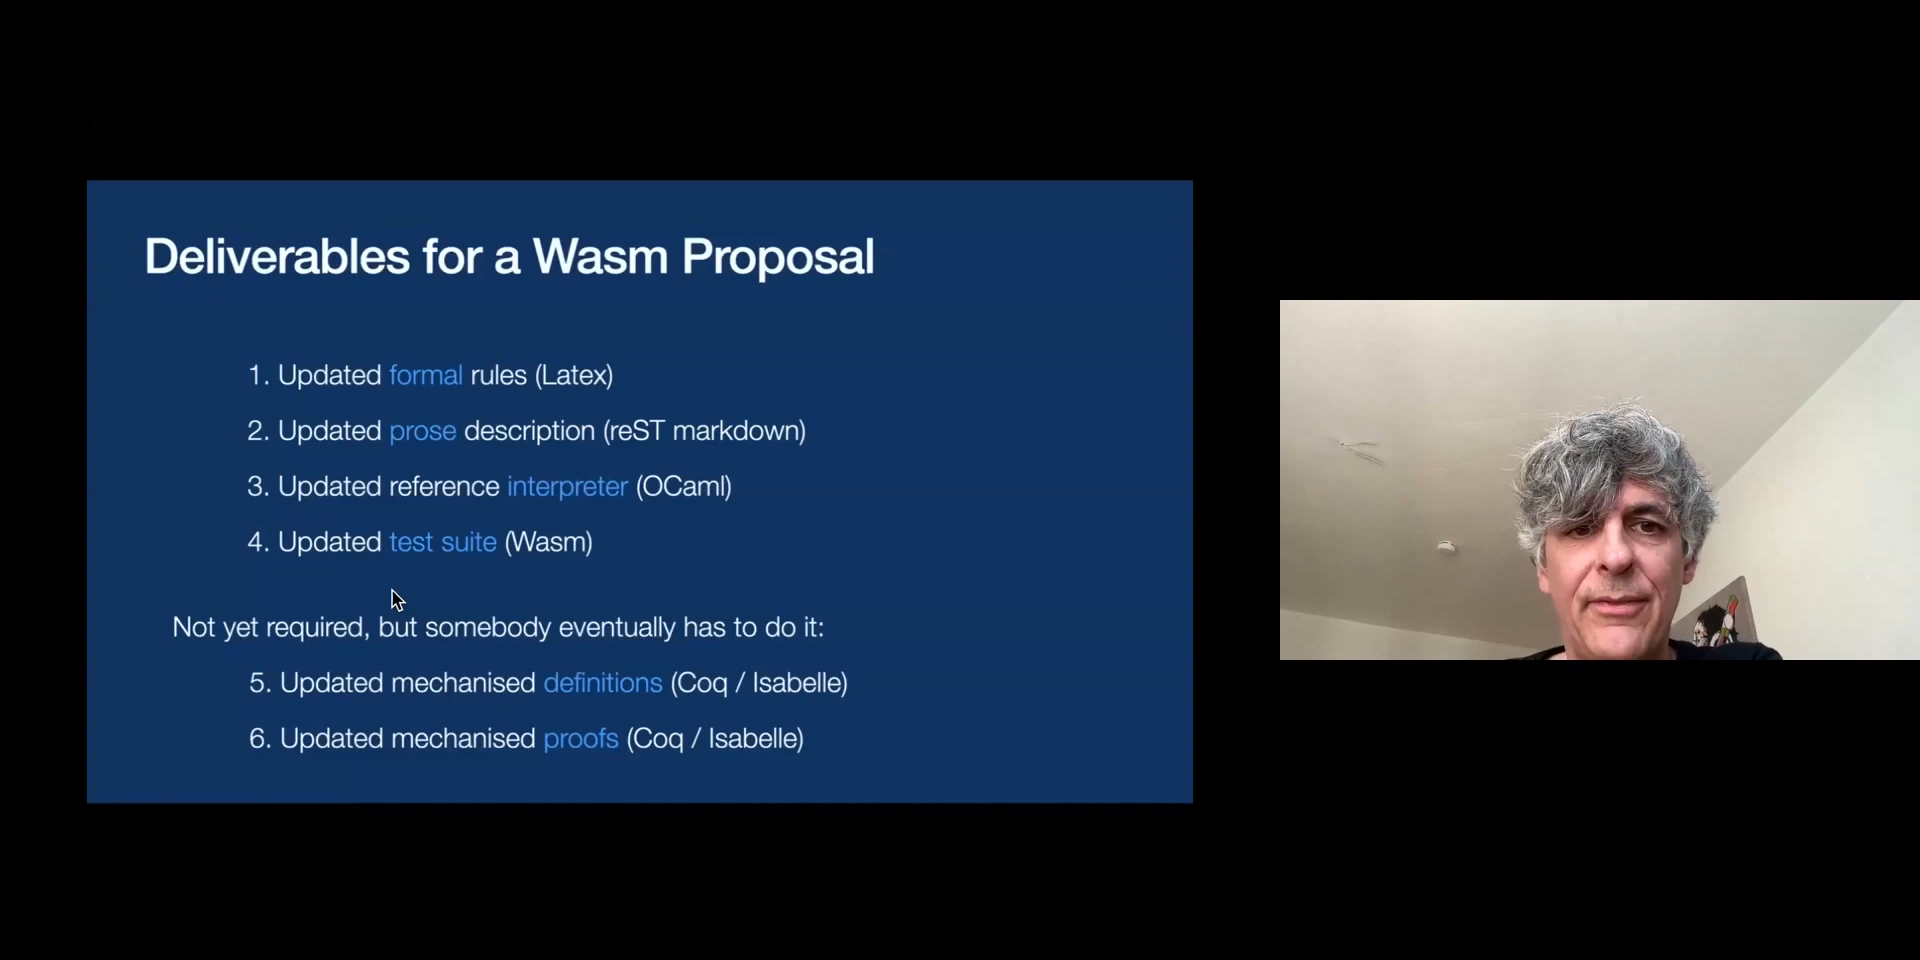 Deliverables for a Wasm Proposal
1. Updated formal rules (Latex)
2. Updated prose description (reST markdown)
3. Updated reference interpreter (OCaml)
4. Updated test suite (Wasm)
Not yet required, but somebody eventually has to do it:
5. Updated mechanised definitions (Coq / Isabelle)
6. Updated mechanised proofs (Coq / Isabelle)